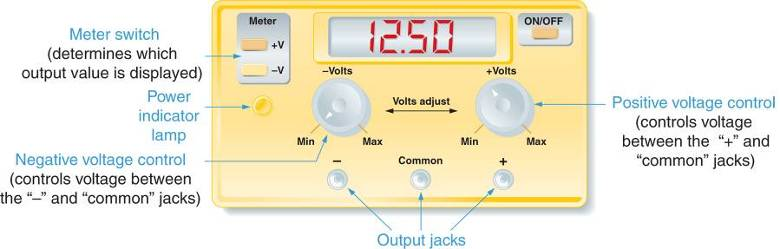 Meter switch
(determines which
output value is displayed)
Power
indicator
lamp
Negative voltage control
(controls voltage between
the “–” and “common” jacks)
Meter
+V
–V
12.50
ON/OFF
–Volts
+Volts
Volts adjust
Min
Max
Min
Max
–
Common
+
Output jacks
Positive voltage control
(controls voltage
between the “+” and
“common” jacks)